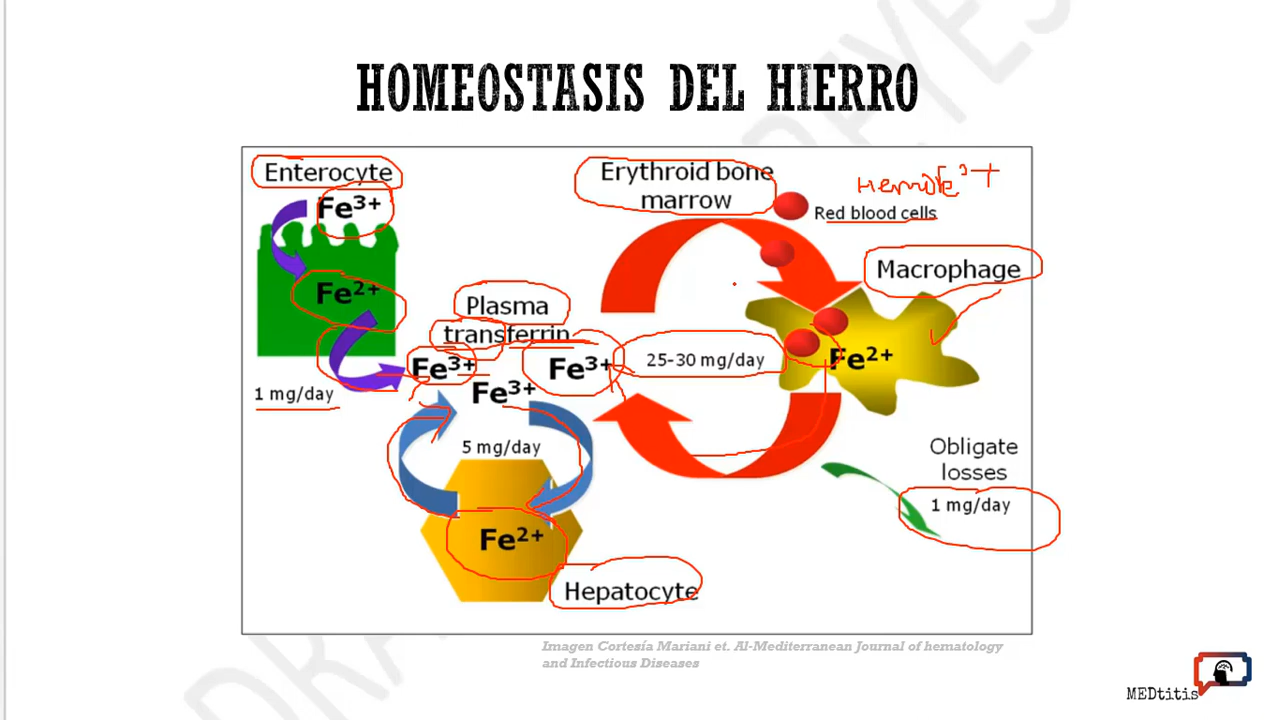 HOMEOSTASIS DEL HIERRO
Enterocyte
Fe3+
Fe2+
1 mg/day
Plasma
transferrin
Fe3+
Fe3+
Fe3+
5 mg/day
Fe2+
Hepatocyte
Erythroid bone
marrow
Red blood cells
25-30 mg/day
Macrophage
Fe2+
Obligate
losses
1 mg/day
Imagen Cortesía Mariani et. Al-Mediterranean Journal of hematology
and Infectious Diseases
MEDtitis